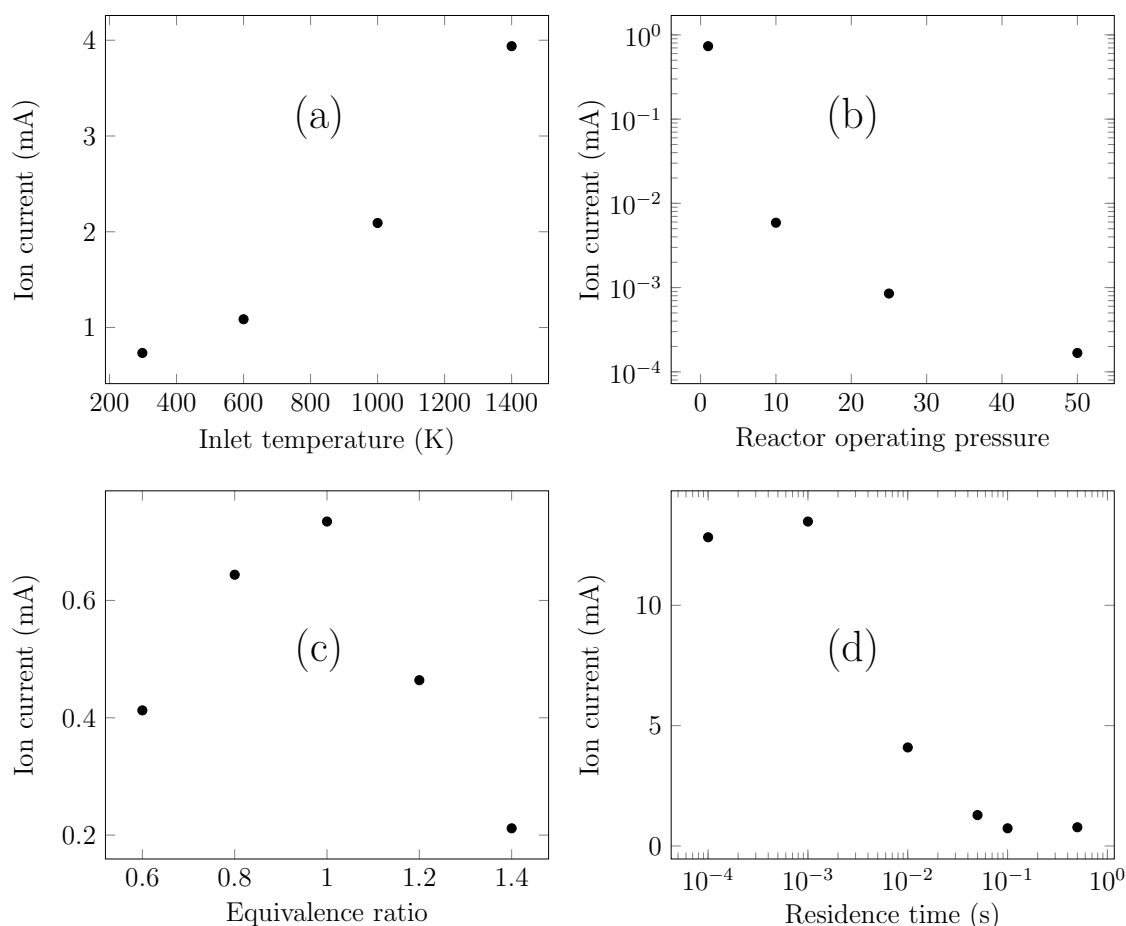 4
3
2
1
Ion current (mA)
(a)
200 400 600 800 1000 1200 1400
Inlet temperature (K)
10^0
10^-1
10^-2
10^-3
10^-4
Ion current (mA)
(b)
0 10 20 30 40 50
Reactor operating pressure
0.6
0.4
0.2
Ion current (mA)
(c)
0.6 0.8 1 1.2 1.4
Equivalence ratio
10
5
0
Ion current (mA)
(d)
10^-4 10^-3 10^-2 10^-1 10^0
Residence time (s)